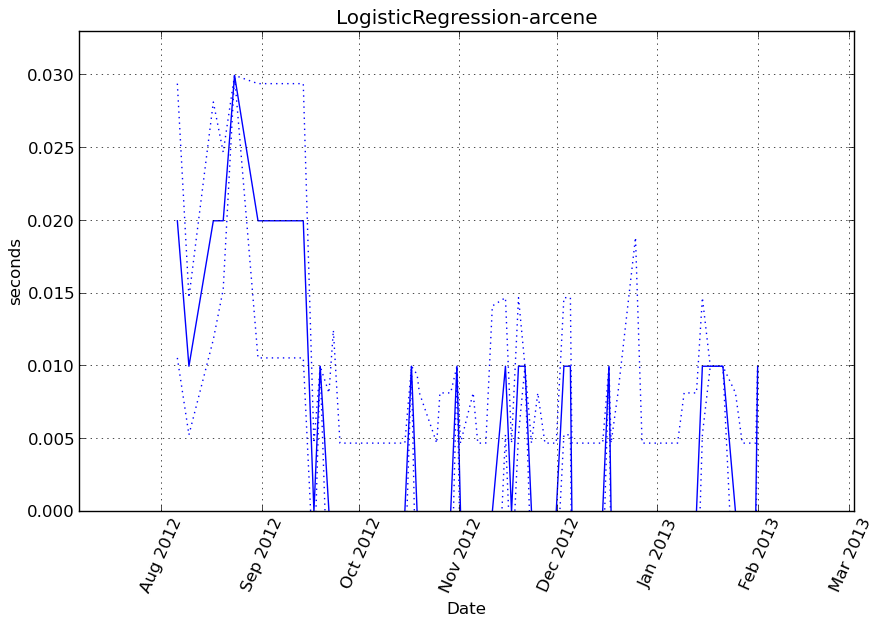 LogisticRegression-arcene
0.030
0.025
0.020
0.015
0.010
0.005
0.000
seconds
Aug 2012
Sep 2012
Oct 2012
Nov 2012
Dec 2012
Jan 2013
Feb 2013
Mar 2013
Date